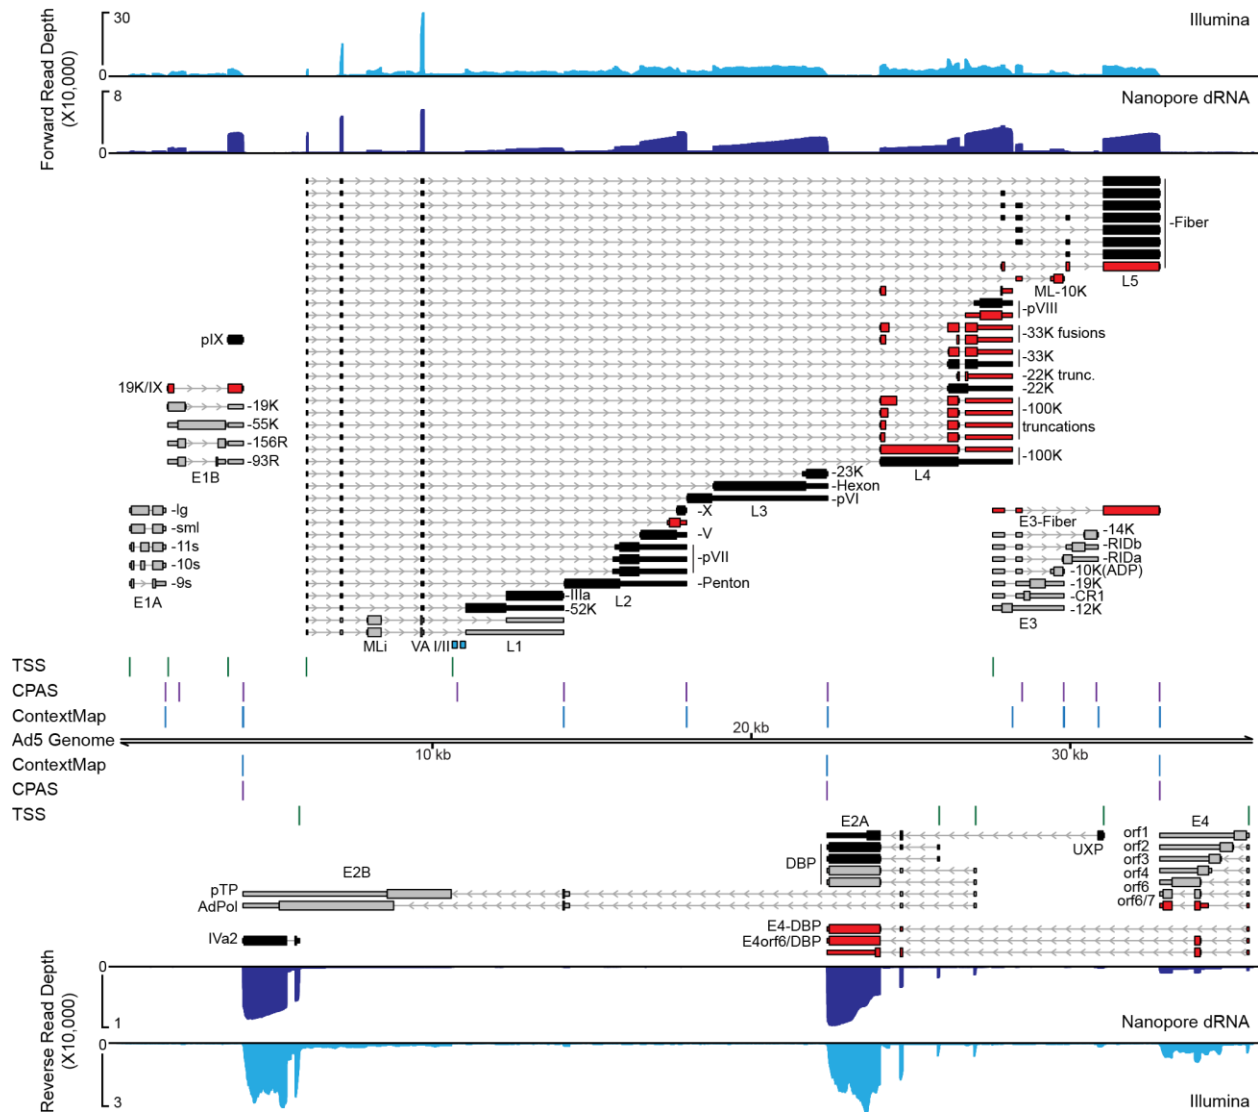 30
Illumina
0
Forward Read Depth
(X10,000)
8
Nanopore dRNA
0
-Fiber
L5
ML-10K
-pVIII
pIX
-33K fusions
-33K
-22K trunc.
19K/IX
-22K
-19K
-100K
-55K
truncations
-156R
-93R
-100K
E1B
L4
-23K
-Hexon
-pVI
L3
-lg
-X
E3-Fiber
-sml
-V
-14K
-11s
-RIDb
-pVII
-RIDa
-10s
-10K(ADP)
-9s
-Penton
-19K
E1A
L2
-IIIa
-CR1
-52K
-12K
E3
MLi
VA I/II
L1
TSS
CPAS
ContextMap
20 kb
Ad5 Genome
10 kb
30 kb
ContextMap
CPAS
TSS
E2A
E4
orf1
UXP
orf2
DBP
orf3
E2B
orf4
pTP
orf6
AdPol
orf6/7
E4-DBP
IVa2
E4orf6/DBP
0
Reverse Read Depth
(X10,000)
1
Nanopore dRNA
0
3
Illumina